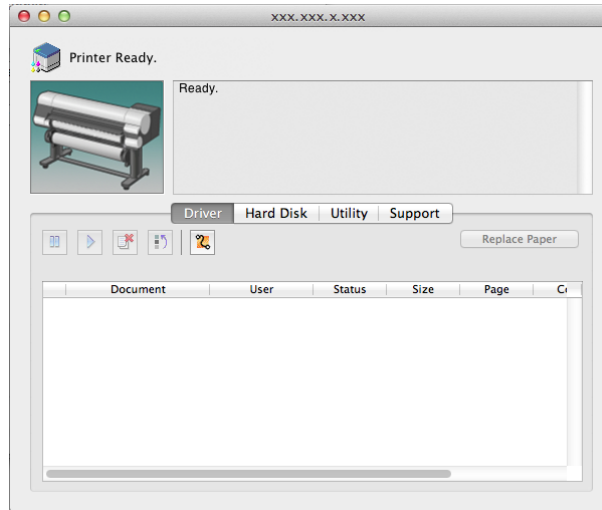 xxx.xxx.x.xxx
Printer Ready.
Ready.
Driver Hard Disk Utility Support
Replace Paper
Document User Status Size Page